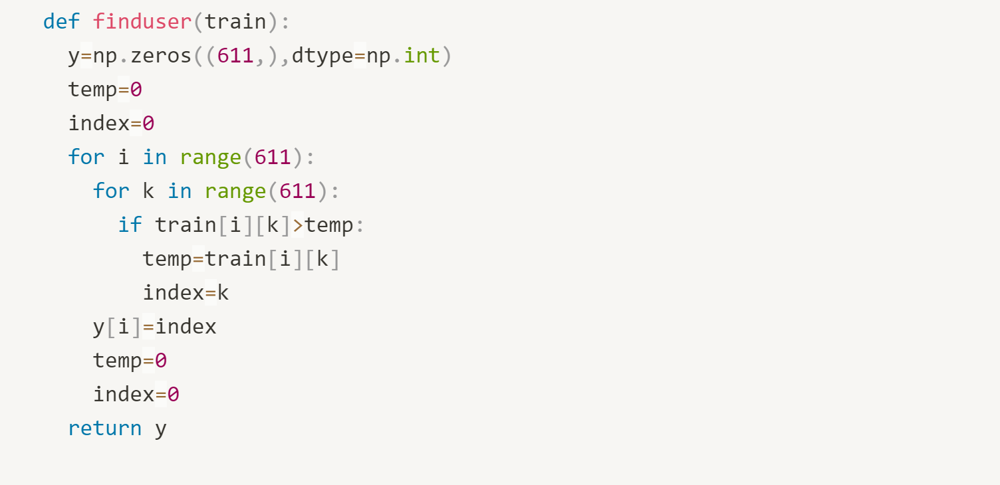 def finduser(train):
  y=np.zeros((611,),dtype=np.int)
  temp=0
  index=0
  for i in range(611):
    for k in range(611):
      if train[i][k]>temp:
        temp=train[i][k]
        index=k
    y[i]=index
    temp=0
    index=0
  return y